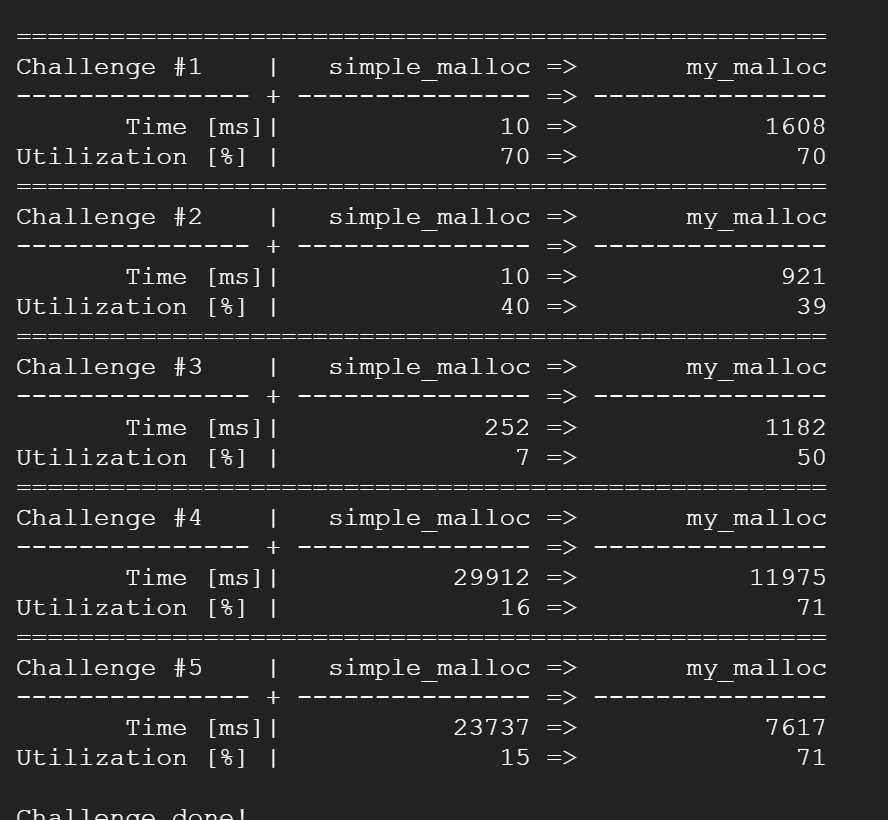 ====================================================
Challenge #1    |   simple_malloc =>       my_malloc
--------------- + --------------- => ---------------
       Time [ms]|              10 =>            1608
Utilization [%] |              70 =>              70
====================================================
Challenge #2    |   simple_malloc =>       my_malloc
--------------- + --------------- => ---------------
       Time [ms]|              10 =>             921
Utilization [%] |              40 =>              39
====================================================
Challenge #3    |   simple_malloc =>       my_malloc
--------------- + --------------- => ---------------
       Time [ms]|             252 =>            1182
Utilization [%] |               7 =>              50
====================================================
Challenge #4    |   simple_malloc =>       my_malloc
--------------- + --------------- => ---------------
       Time [ms]|           29912 =>           11975
Utilization [%] |              16 =>              71
====================================================
Challenge #5    |   simple_malloc =>       my_malloc
--------------- + --------------- => ---------------
       Time [ms]|           23737 =>            7617
Utilization [%] |              15 =>              71

Challenge done!